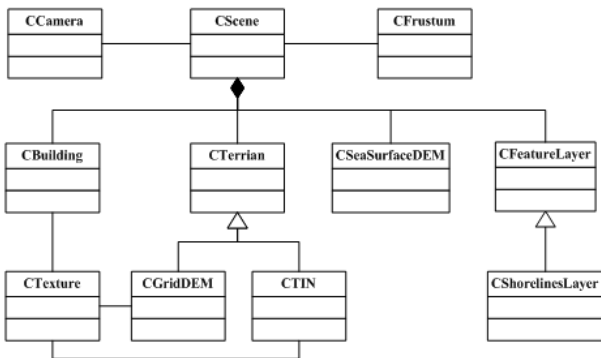 CCamera
CScene
CFrustum
CBuilding
CTerrian
CSeaSurfaceDEM
CFeatureLayer
CTexture
CGridDEM
CTIN
CShorelinesLayer